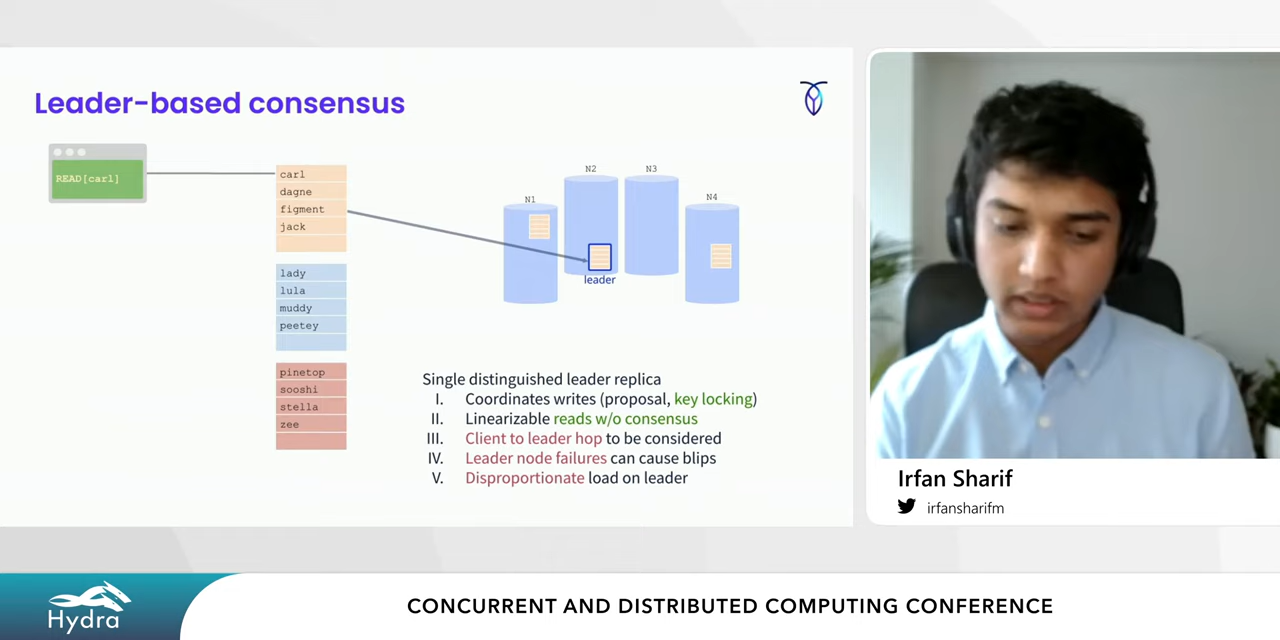 Leader-based consensus
READ[carl]
carl
dagne
figment
jack
lady
lula
muddy
peetey
pinetop
sooshi
stella
zee
N1
N2
N3
N4
leader
Single distinguished leader replica
I. Coordinates writes (proposal, key locking)
II. Linearizable reads w/o consensus
III. Client to leader hop to be considered
IV. Leader node failures can cause blips
V. Disproportionate load on leader
Irfan Sharif
irfansharifm
Hydra
CONCURRENT AND DISTRIBUTED COMPUTING CONFERENCE